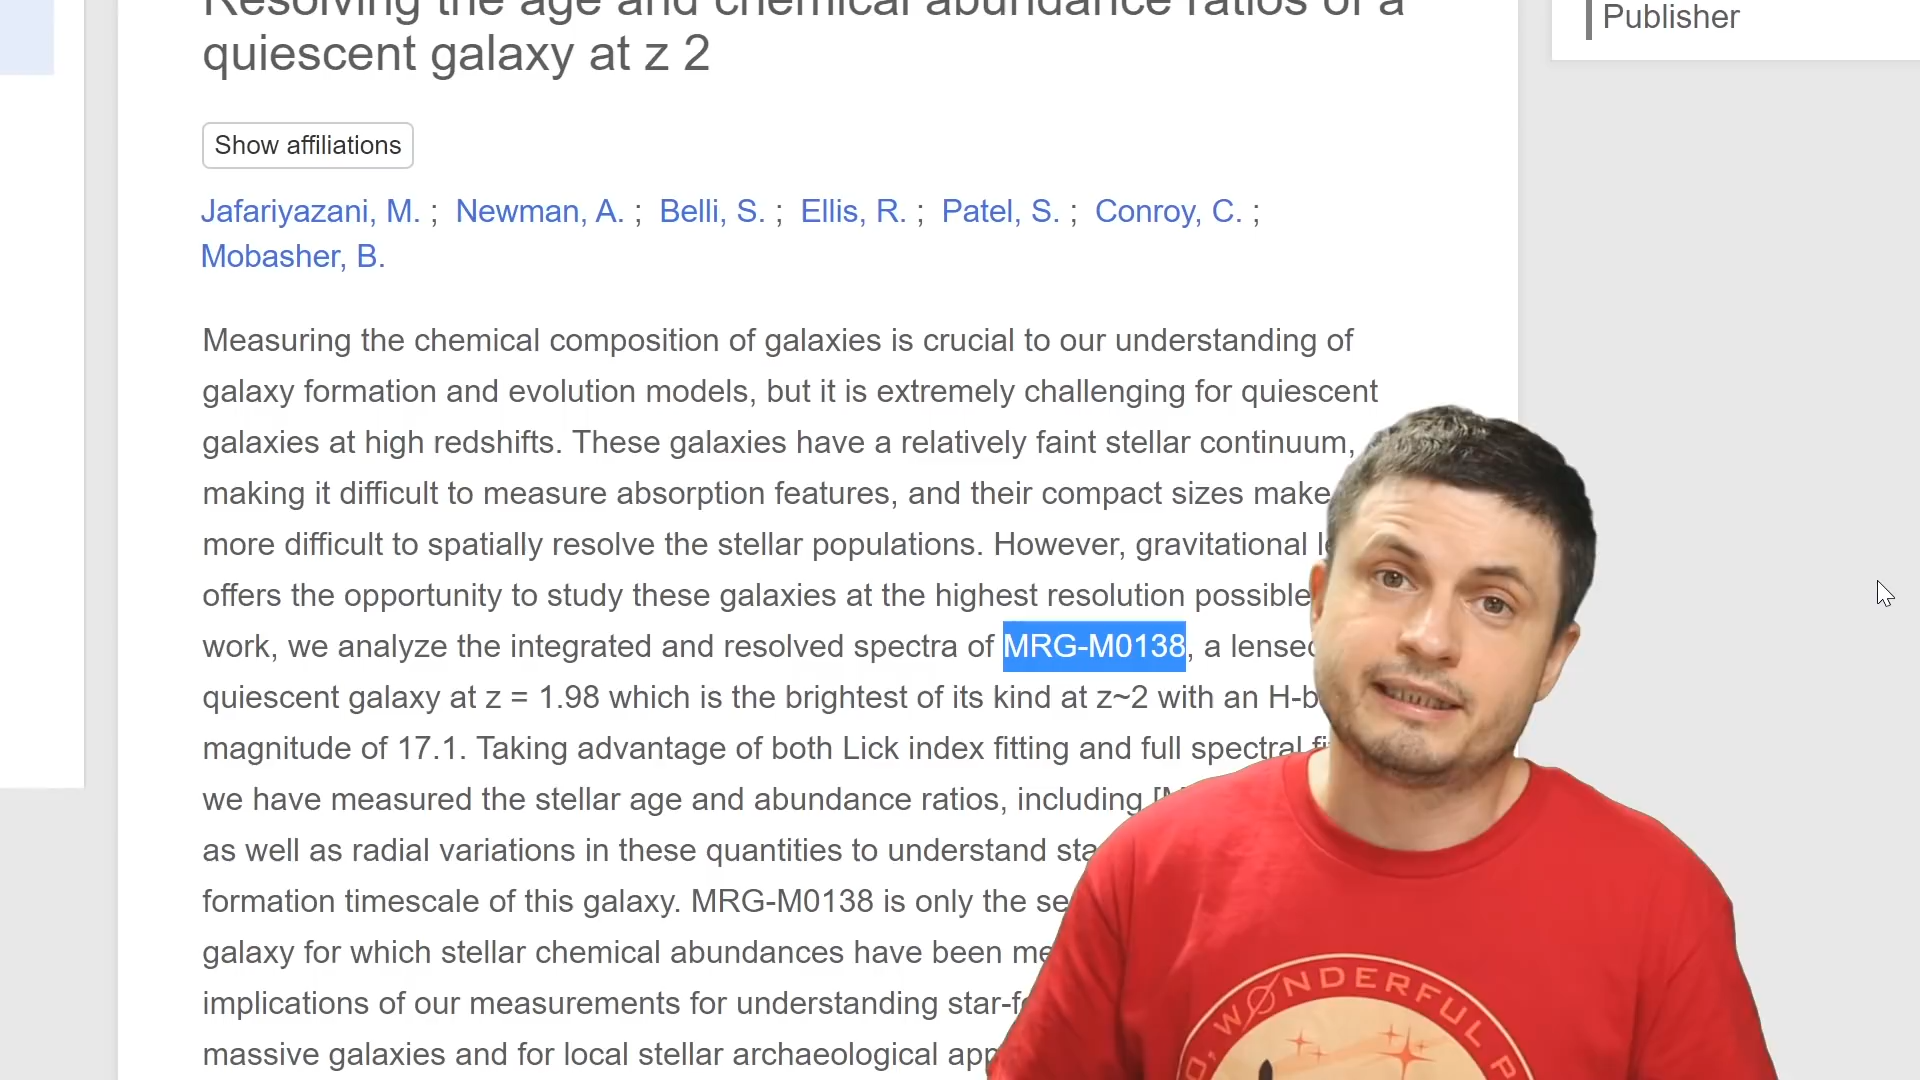 Resolving the age and chemical abundance ratios of a
quiescent galaxy at z 2
Publisher
Show affiliations
Jafariyazani, M. ; Newman, A. ; Belli, S. ; Ellis, R. ; Patel, S. ; Conroy, C. ;
Mobasher, B.
Measuring the chemical composition of galaxies is crucial to our understanding of
galaxy formation and evolution models, but it is extremely challenging for quiescent
galaxies at high redshifts. These galaxies have a relatively faint stellar continuum,
making it difficult to measure absorption features, and their compact sizes make
more difficult to spatially resolve the stellar populations. However, gravitational
offers the opportunity to study these galaxies at the highest resolution possible
work, we analyze the integrated and resolved spectra of MRG-M0138, a lensed
quiescent galaxy at z = 1.98 which is the brightest of its kind at z~2 with an H-b
magnitude of 17.1. Taking advantage of both Lick index fitting and full spectral
we have measured the stellar age and abundance ratios, including
as well as radial variations in these quantities to understand
formation timescale of this galaxy. MRG-M0138 is only the
galaxy for which stellar chemical abundances have been
implications of our measurements for understanding
massive galaxies and for local stellar archaeological
WØNDERFUL